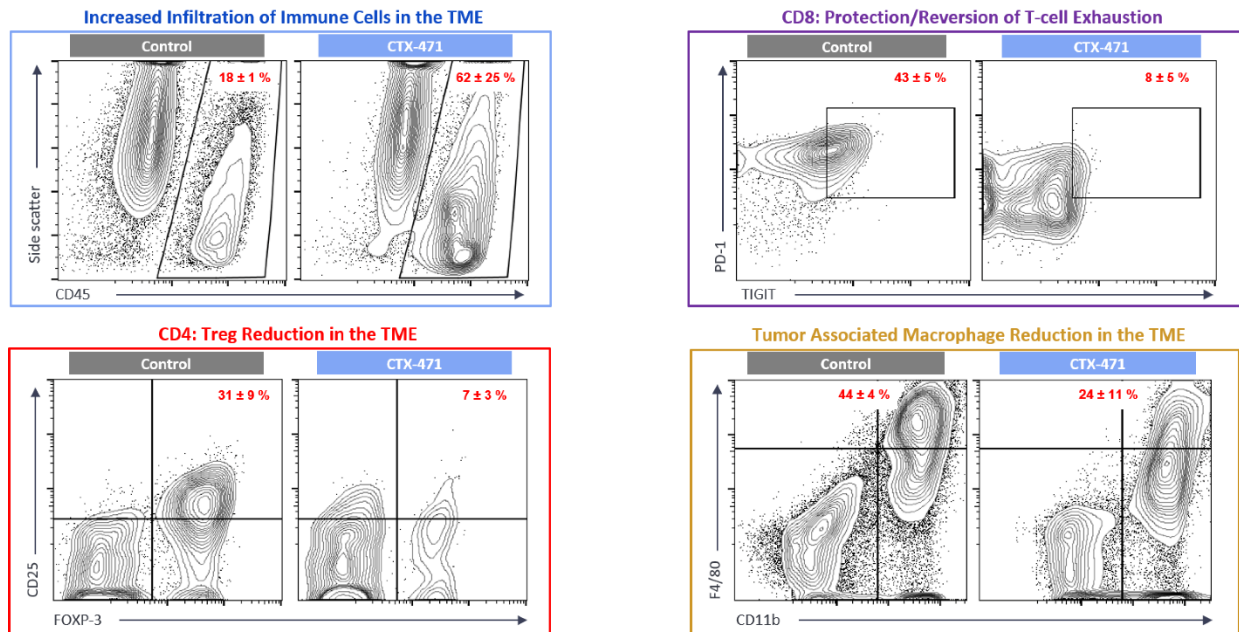 Increased Infiltration of Immune Cells in the TME
Control
CTX-471
18 ± 1 %
62 ± 25 %
Side scatter
CD45
CD8: Protection/Reversion of T-cell Exhaustion
Control
CTX-471
43 ± 5 %
8 ± 5 %
PD-1
TIGIT
CD4: Treg Reduction in the TME
Control
CTX-471
31 ± 9 %
7 ± 3 %
CD25
FOXP-3
Tumor Associated Macrophage Reduction in the TME
Control
CTX-471
44 ± 4 %
24 ± 11 %
F4/80
CD11b